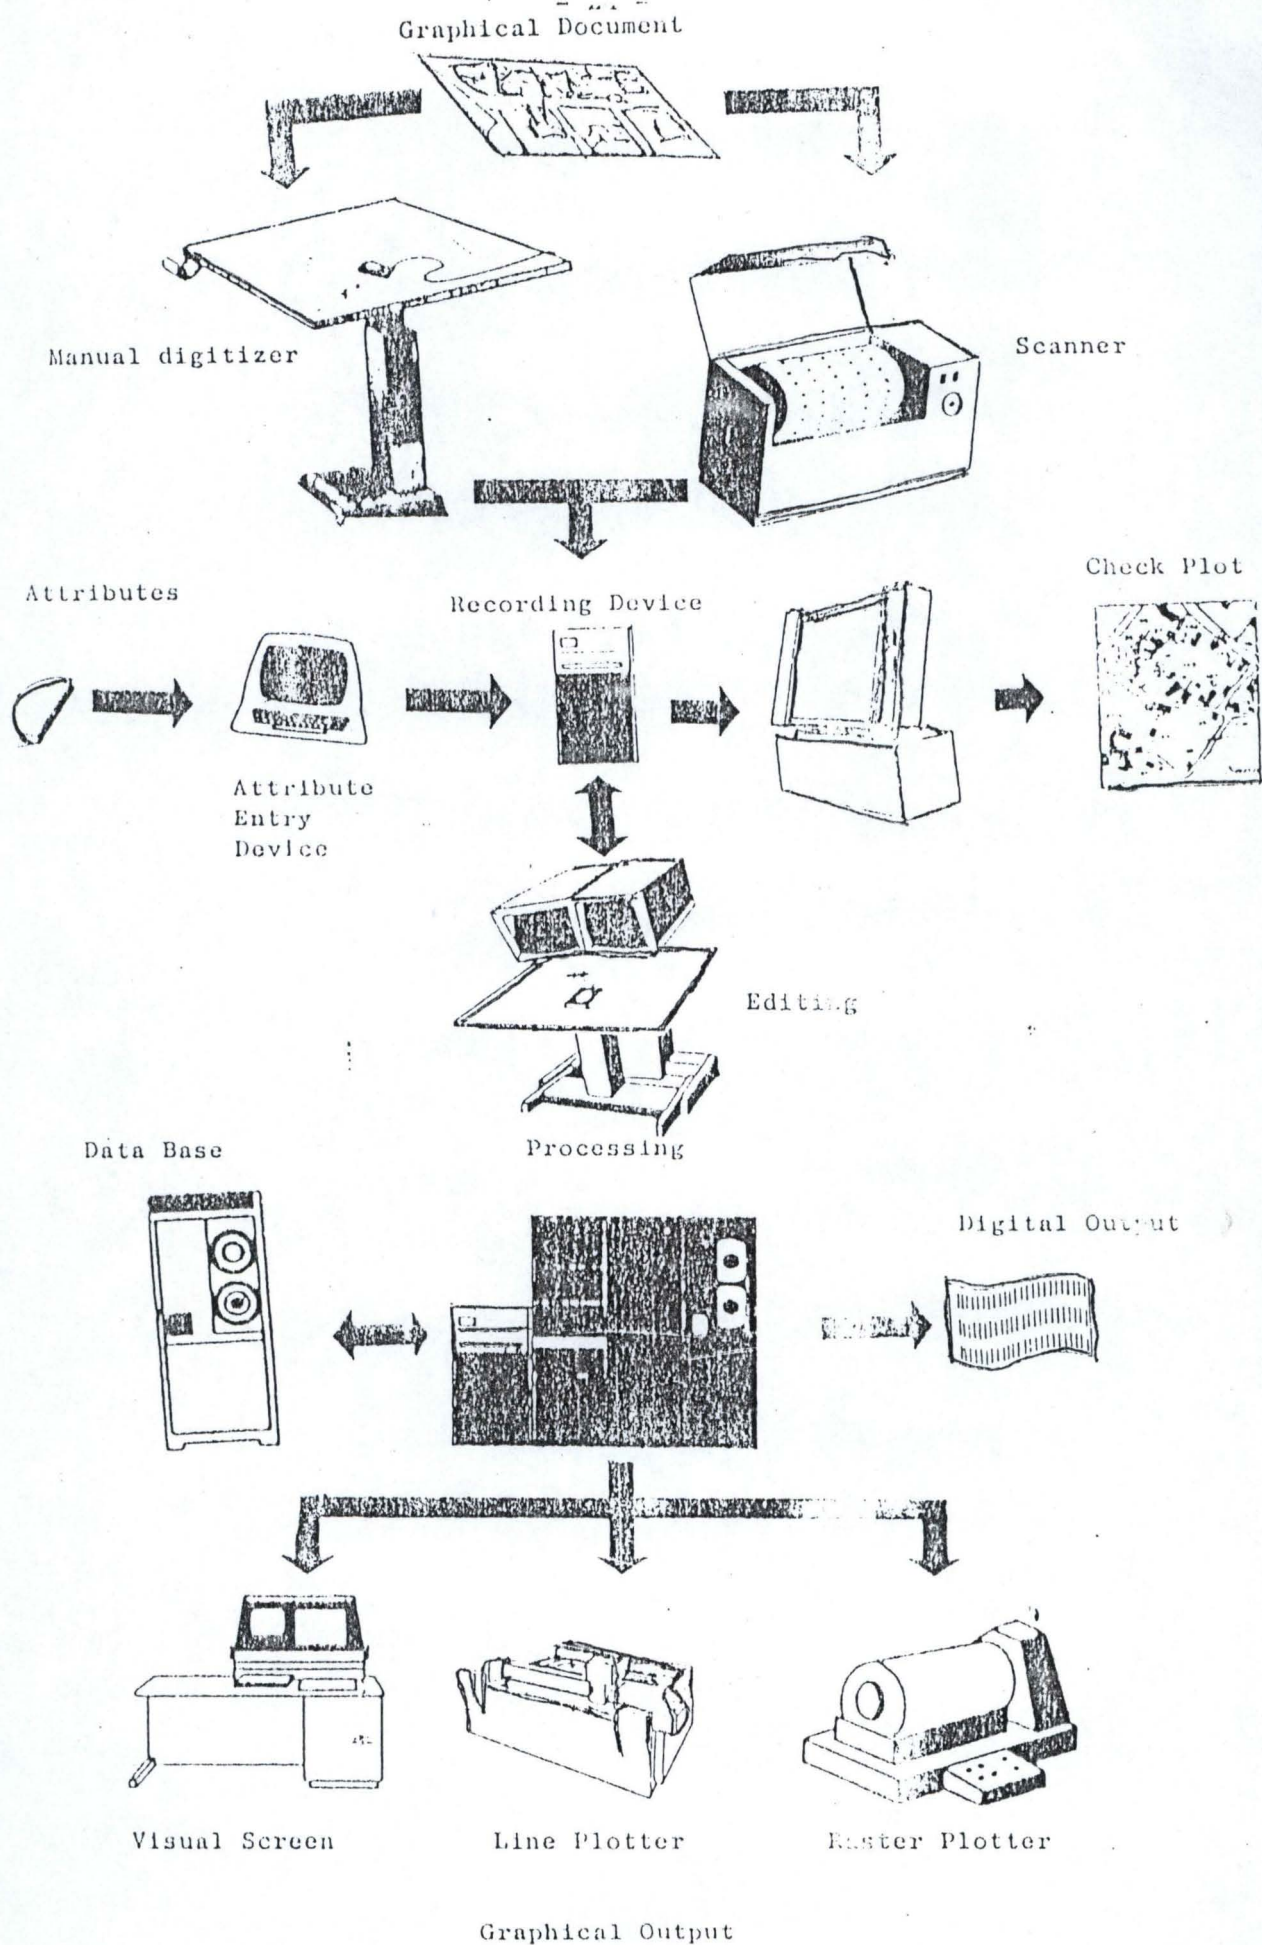 Graphical Document
Manual digitizer
Scanner
Attributes
Recording Device
Check Plot
Attribute
Entry
Device
Editing
Data Base
Processing
Digital Output
Visual Screen
Line Plotter
Raster Plotter
Graphical Output